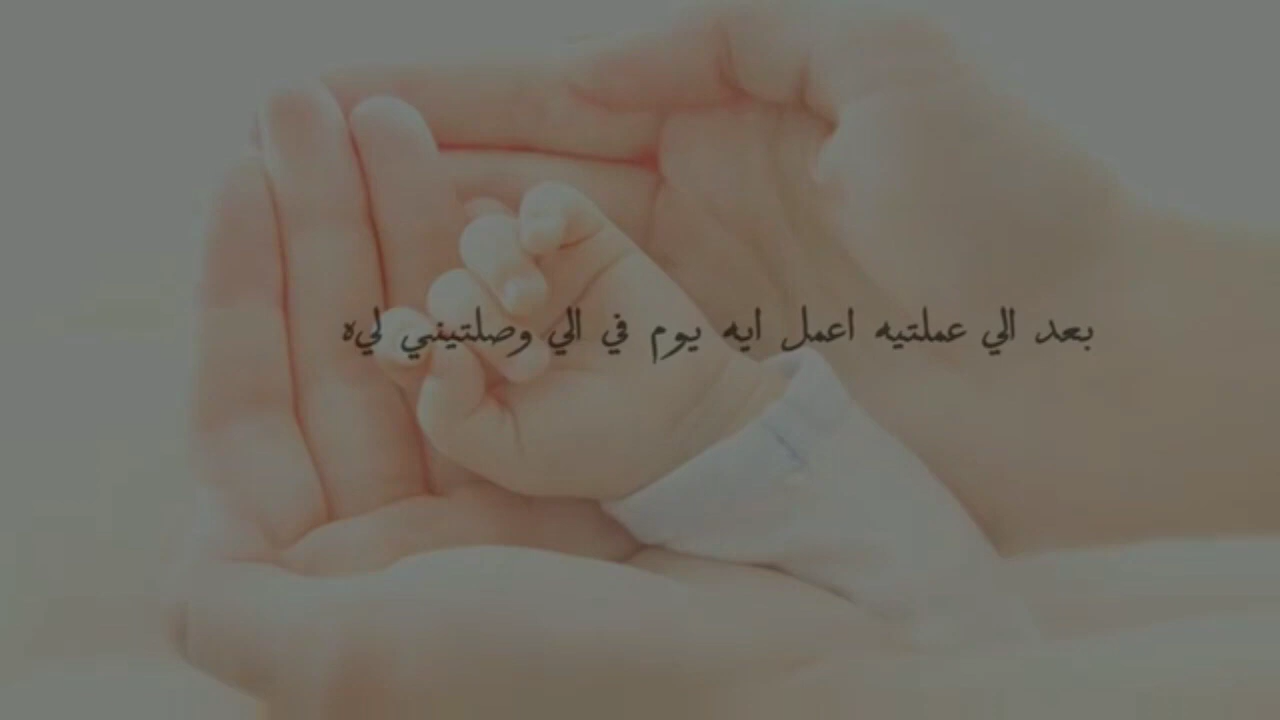 بعد الي عملتيه اعمل ايه يوم في الي وصلتيني ليه